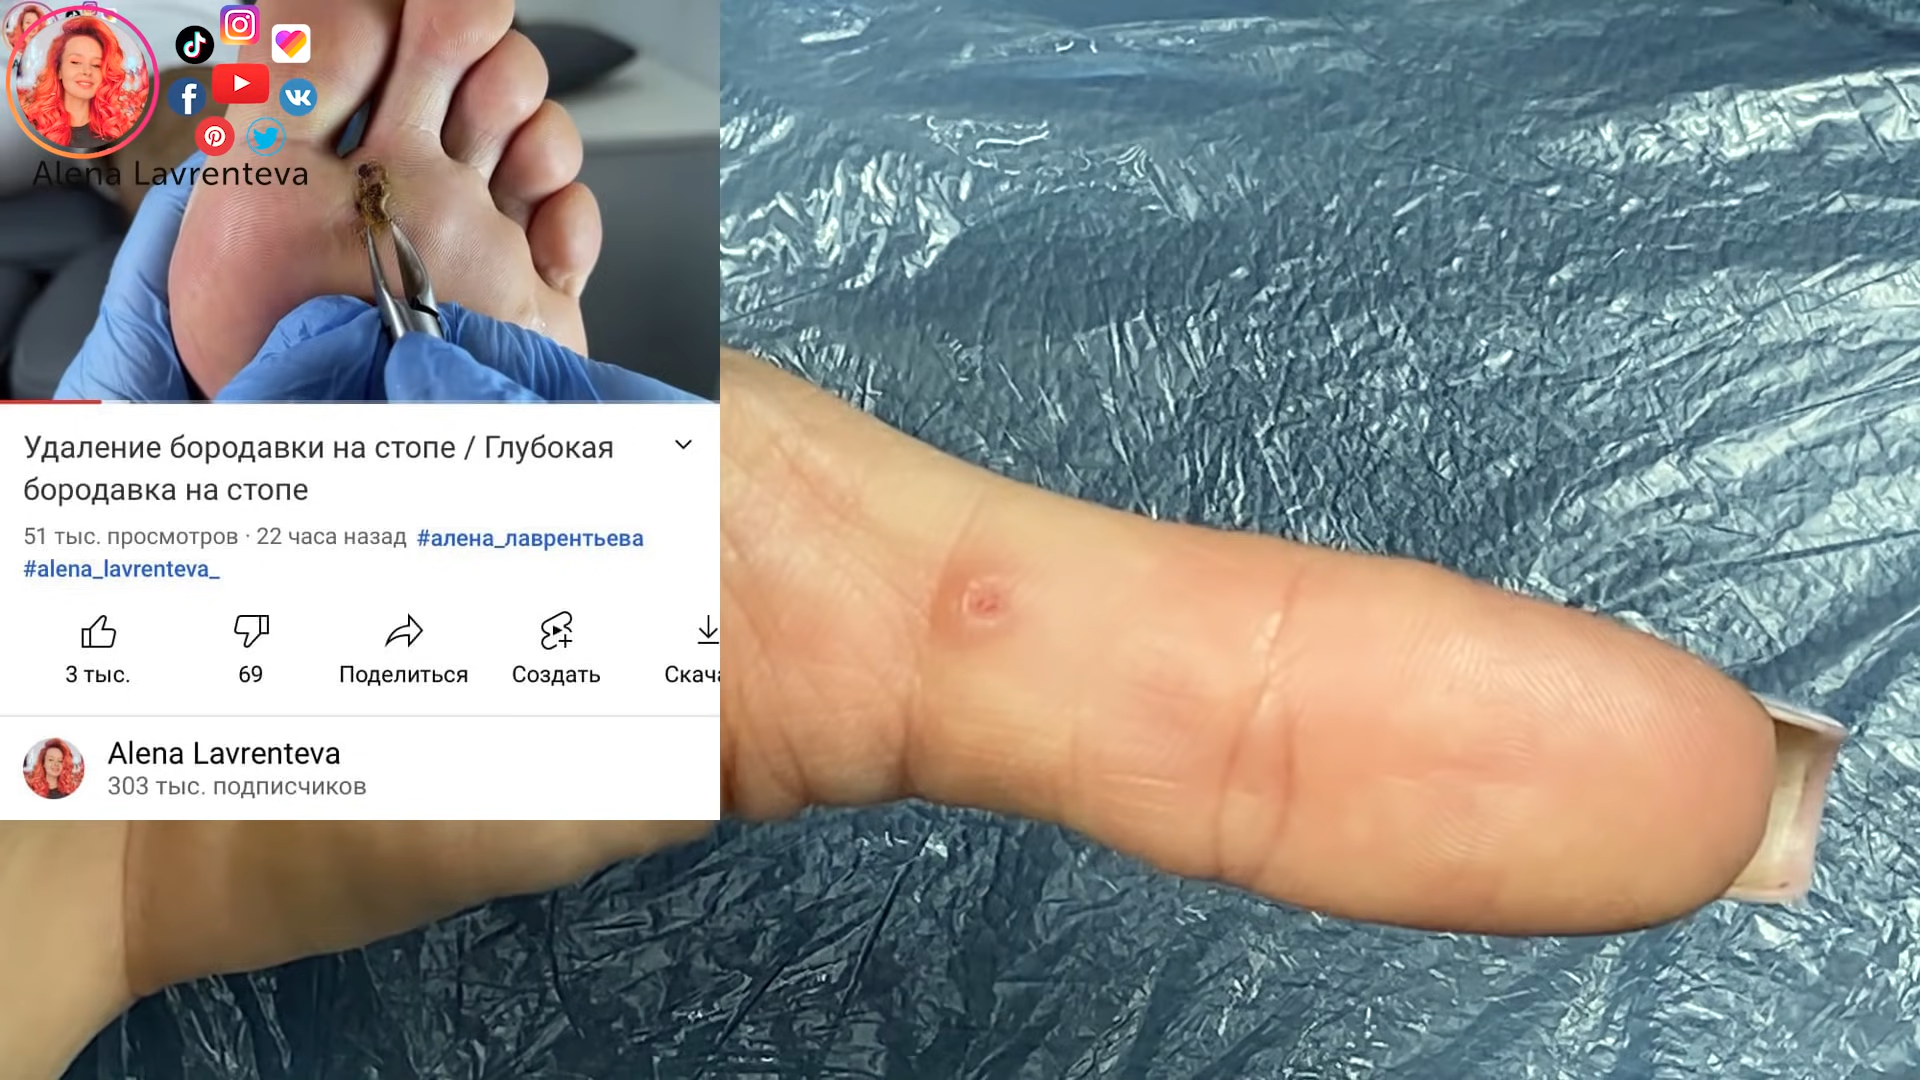 Alena Lavrenteva
Удаление бородавки на стопе / Глубокая
бородавка на стопе
51 тыс. просмотров · 22 часа назад #алена_лаврентьева
#alena_lavrenteva_
3 тыс.
69
Поделиться
Создать
Скача
Alena Lavrenteva
303 тыс. подписчиков